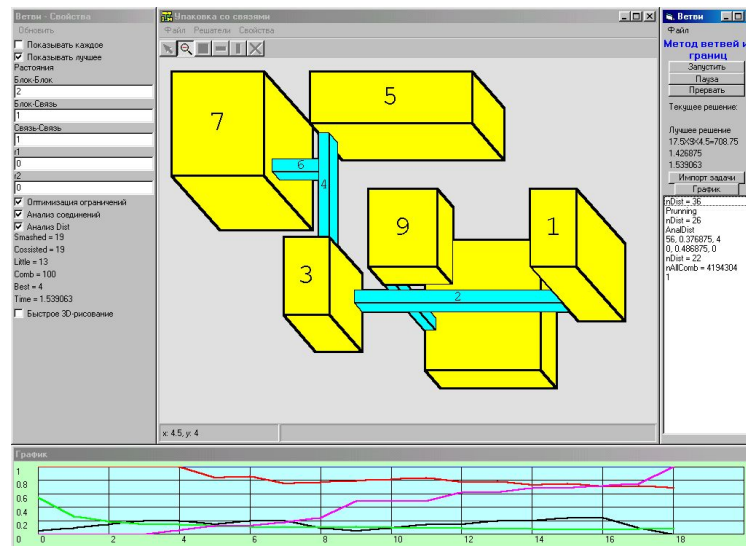 Ветви - Свойства
Обновить
Показывать каждое
Показывать лучшее
Растояния
Блок-Блок
2
Блок-Связь
1
Связь-Связь
1
r1
0
r2
0
Оптимизация ограничений
Анализ соединений
Анализ Dist
Smashed = 19
Cossisted = 19
Little = 13
Comb = 100
Best = 4
Time = 1.539063
Быстрое 3D-рисование
Упаковка со связями
Файл Решатели Свойства
7
5
6
4
9
1
3
2
x: 4.5, y: 4
Ветви
Файл
Метод ветвей и
границ
Запустить
Пауза
Прервать
Текущее решение:
Лучшее решение
17.5X9X4.5=708.75
1.426875
1.539063
Импорт задачи
График
nDist = 36
Prunning
nDist = 26
AnalDist
56, 0.376875, 4
0, 0.486875, 0
nDist = 22
nAllComb = 4194304
1
График
1
0.8
0.6
0.4
0.2
0
0 2 4 6 8 10 12 14 16 18